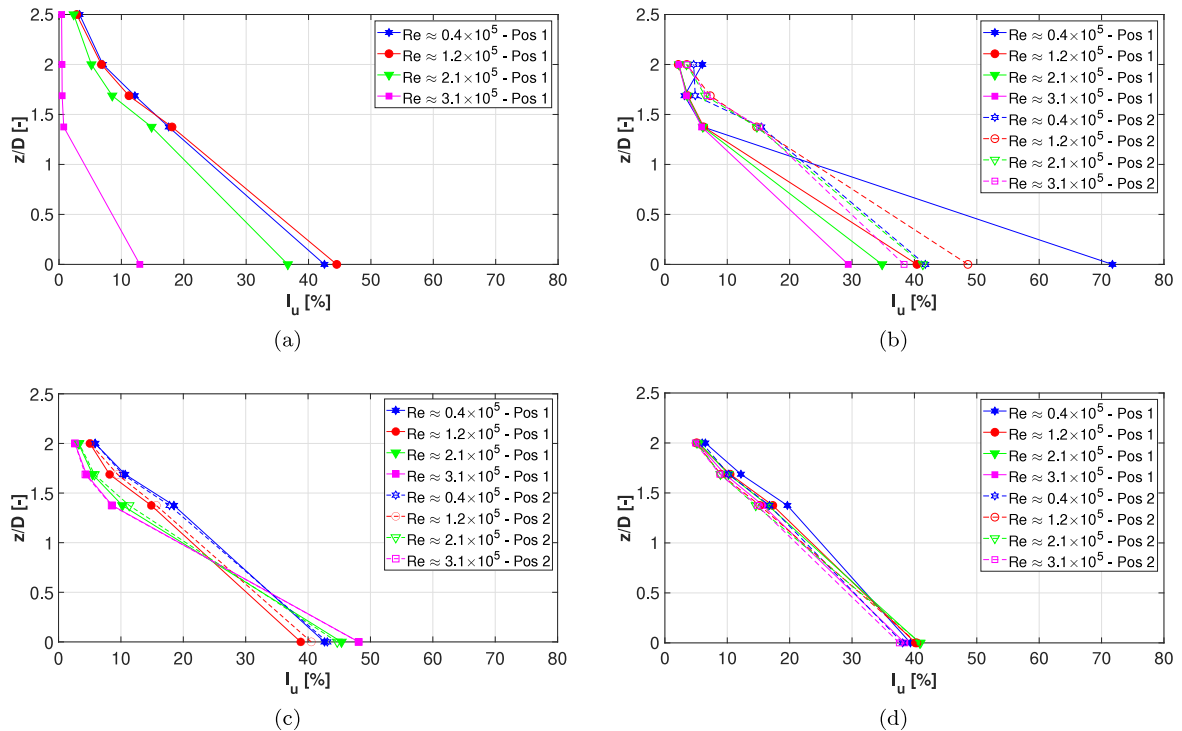 2.5
2
1.5
1
0.5
0
z/D [-]
0 10 20 30 40 50 60 70 80
I_u [%]
Re ≈ 0.4×10^5 - Pos 1
Re ≈ 1.2×10^5 - Pos 1
Re ≈ 2.1×10^5 - Pos 1
Re ≈ 3.1×10^5 - Pos 1
(a)
2.5
2
1.5
1
0.5
0
z/D [-]
0 10 20 30 40 50 60 70 80
I_u [%]
Re ≈ 0.4×10^5 - Pos 1
Re ≈ 1.2×10^5 - Pos 1
Re ≈ 2.1×10^5 - Pos 1
Re ≈ 3.1×10^5 - Pos 1
Re ≈ 0.4×10^5 - Pos 2
Re ≈ 1.2×10^5 - Pos 2
Re ≈ 2.1×10^5 - Pos 2
Re ≈ 3.1×10^5 - Pos 2
(b)
2.5
2
1.5
1
0.5
0
z/D [-]
0 10 20 30 40 50 60 70 80
I_u [%]
Re ≈ 0.4×10^5 - Pos 1
Re ≈ 1.2×10^5 - Pos 1
Re ≈ 2.1×10^5 - Pos 1
Re ≈ 3.1×10^5 - Pos 1
Re ≈ 0.4×10^5 - Pos 2
Re ≈ 1.2×10^5 - Pos 2
Re ≈ 2.1×10^5 - Pos 2
Re ≈ 3.1×10^5 - Pos 2
(c)
2.5
2
1.5
1
0.5
0
z/D [-]
0 10 20 30 40 50 60 70 80
I_u [%]
Re ≈ 0.4×10^5 - Pos 1
Re ≈ 1.2×10^5 - Pos 1
Re ≈ 2.1×10^5 - Pos 1
Re ≈ 3.1×10^5 - Pos 1
Re ≈ 0.4×10^5 - Pos 2
Re ≈ 1.2×10^5 - Pos 2
Re ≈ 2.1×10^5 - Pos 2
Re ≈ 3.1×10^5 - Pos 2
(d)